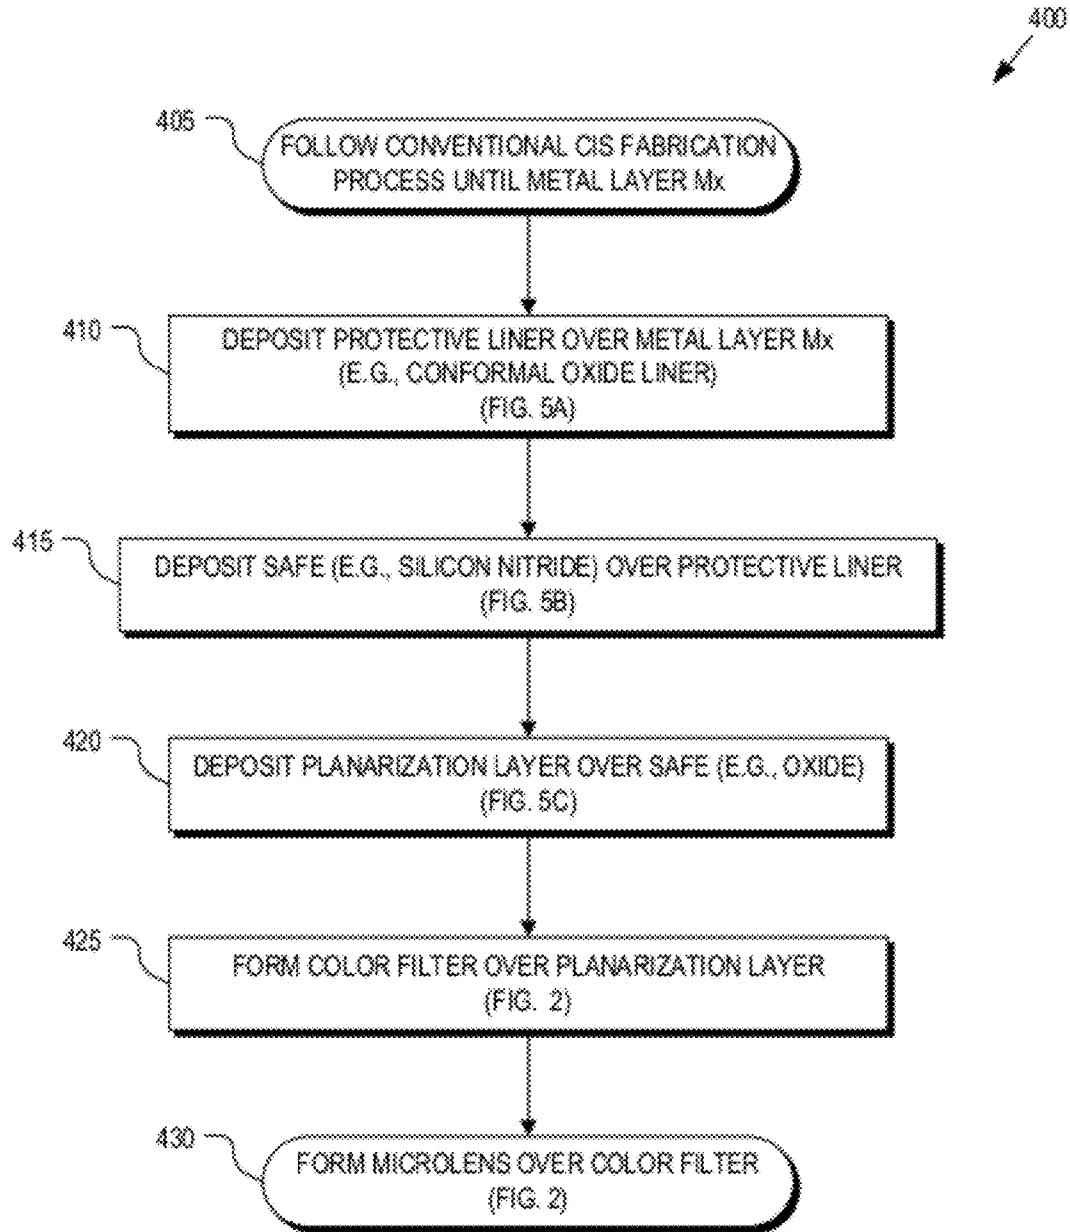 400
405
FOLLOW CONVENTIONAL CIS FABRICATION
PROCESS UNTIL METAL LAYER Mx
410
DEPOSIT PROTECTIVE LINER OVER METAL LAYER Mx
(E.G., CONFORMAL OXIDE LINER)
(FIG. 5A)
415
DEPOSIT SAFE (E.G., SILICON NITRIDE) OVER PROTECTIVE LINER
(FIG. 5B)
420
DEPOSIT PLANARIZATION LAYER OVER SAFE (E.G., OXIDE)
(FIG. 5C)
425
FORM COLOR FILTER OVER PLANARIZATION LAYER
(FIG. 2)
430
FORM MICROLENS OVER COLOR FILTER
(FIG. 2)